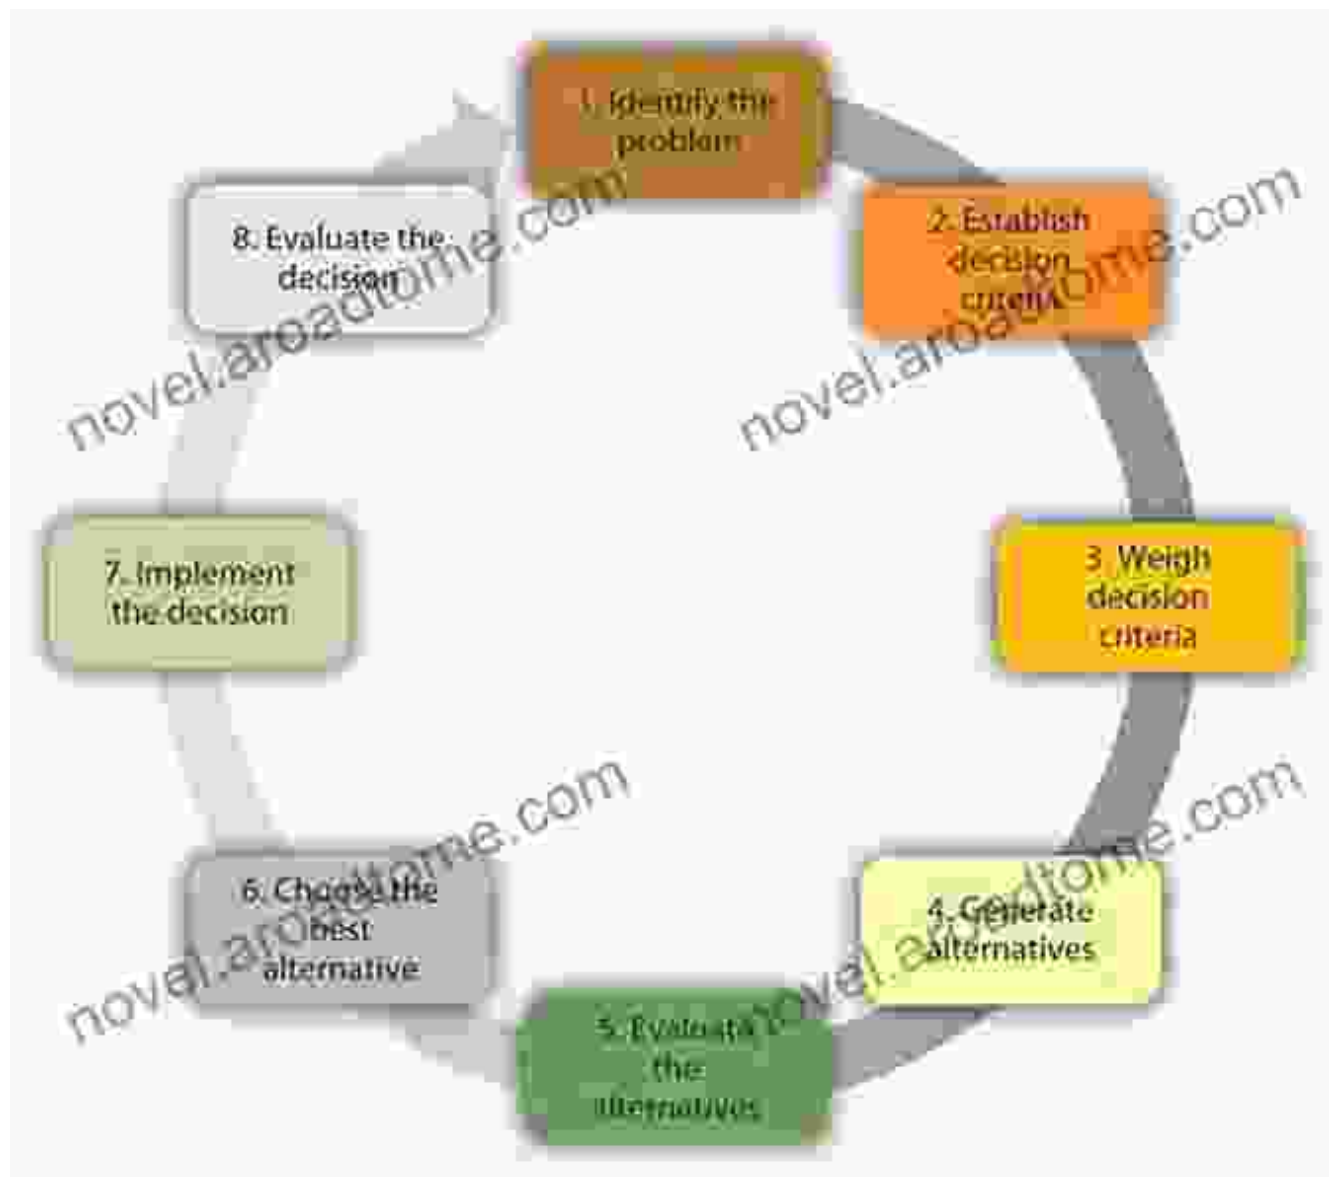 1. Identify the
problem
2. Establish
decision
criteria
3. Weigh
decision
criteria
4. Generate
alternatives
5. Evaluate
the
alternatives
6. Choose the
best
alternative
7. Implement
the decision
8. Evaluate the
decision
novel.aroadtome.com
novel.aroadtome.com
novel.aroadtome.com
novel.aroadtome.com